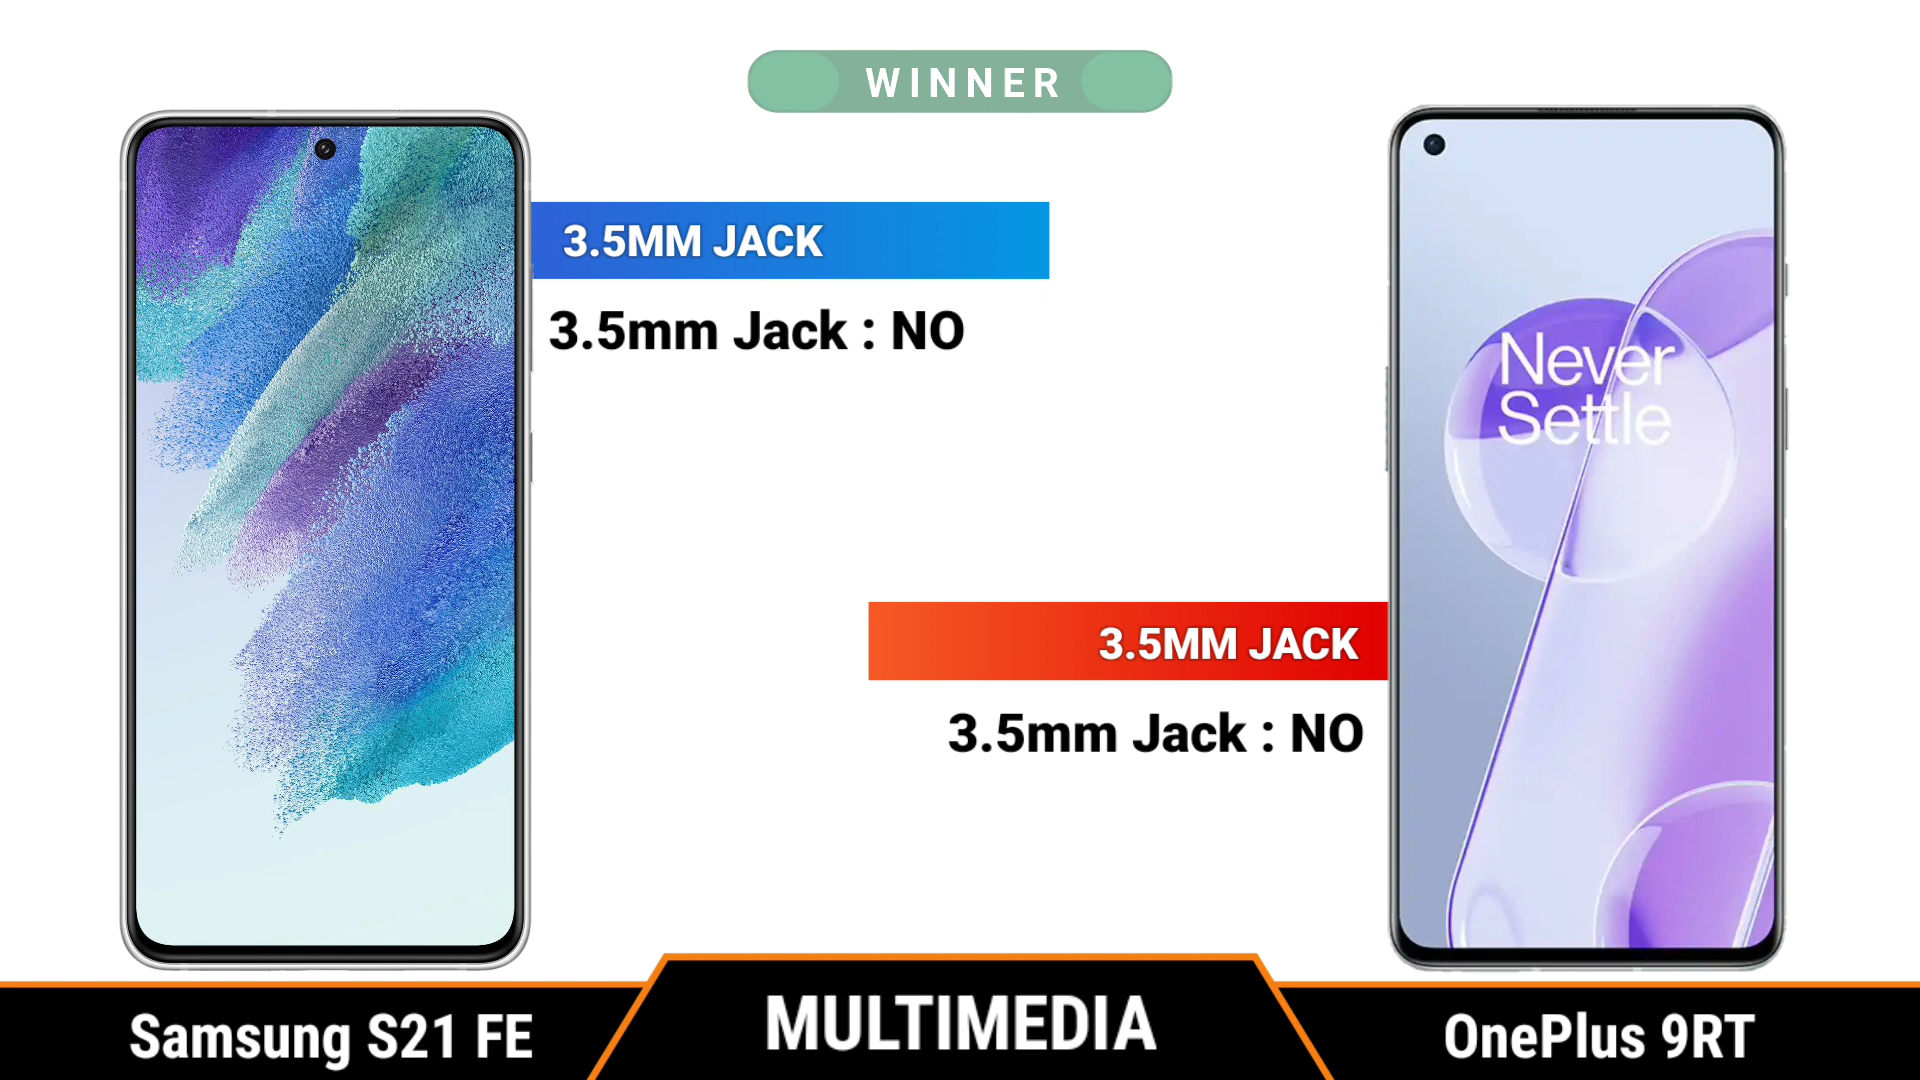 WINNER
3.5MM JACK
3.5mm Jack : NO
Never
Settle
3.5MM JACK
3.5mm Jack : NO
Samsung S21 FE
MULTIMEDIA
OnePlus 9RT